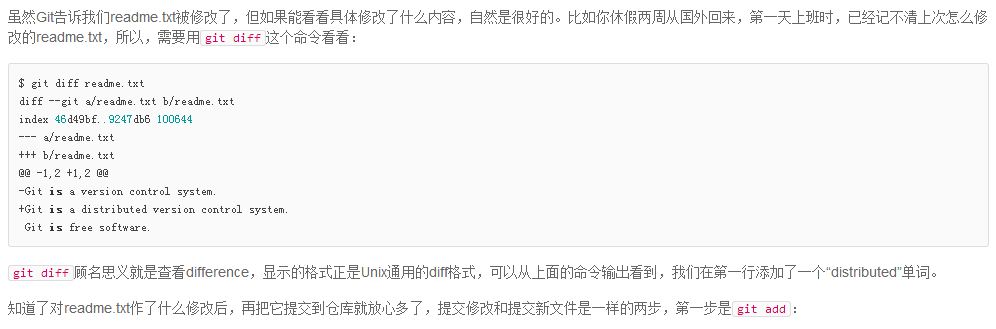 虽然Git告诉我们readme.txt被修改了，但如果能看看具体修改了什么内容，自然是很好的。比如你休假两周从国外回来，第一天上班时，已经记不清上次怎么修
改的readme.txt，所以，需要用git diff这个命令看看：
$ git diff readme.txt
diff --git a/readme.txt b/readme.txt
index 46d49bf..9247db6 100644
--- a/readme.txt
+++ b/readme.txt
@@ -1,2 +1,2 @@
-Git is a version control system.
+Git is a distributed version control system.
 Git is free software.
git diff顾名思义就是查看difference，显示的格式正是Unix通用的diff格式，可以从上面的命令输出看到，我们在第一行添加了一个“distributed”单词。
知道了对readme.txt作了什么修改后，再把它提交到仓库就放心多了，提交修改和提交新文件是一样的两步，第一步是git add：